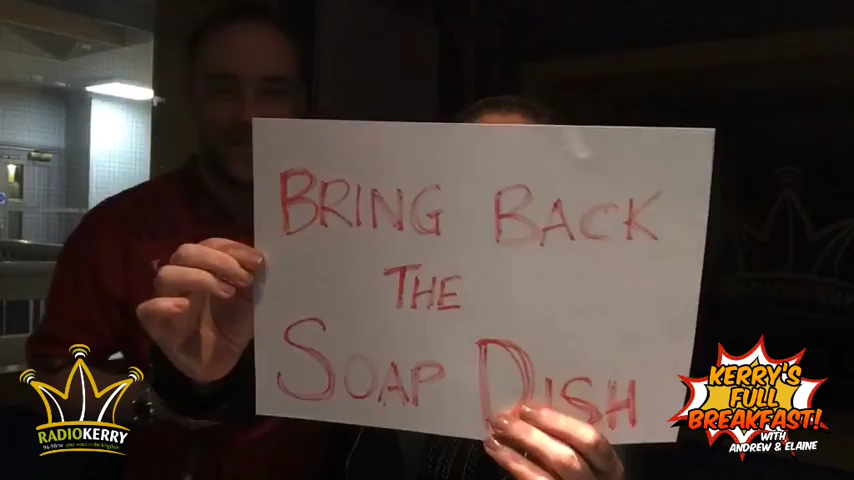 BRING BACK
THE
SOAP DISH
RADIOKERRY
KERRY'S
FULL
BREAKFAST!
WITH
ANDREW & ELAINE